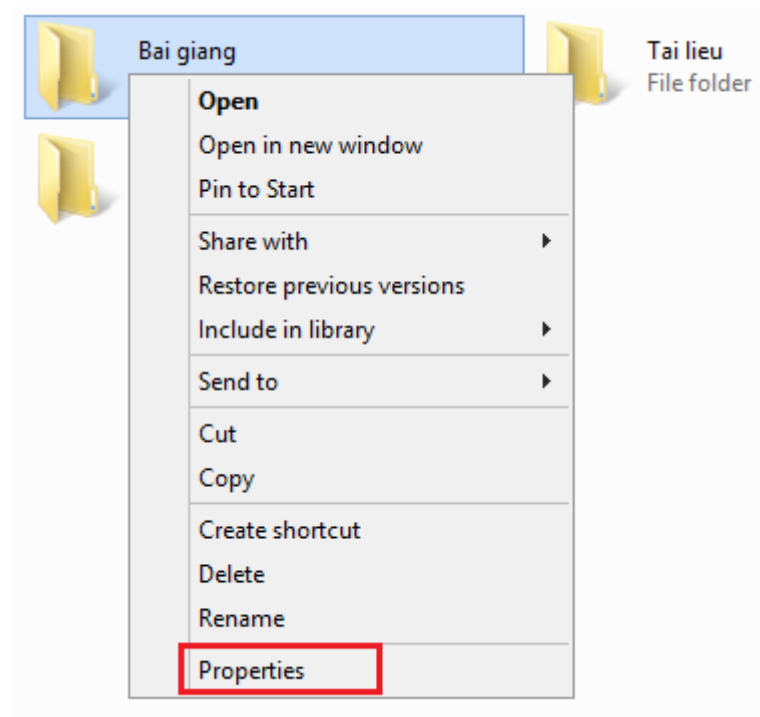 Bai giang
Tai lieu
File folder
Open
Open in new window
Pin to Start
Share with
Restore previous versions
Include in library
Send to
Cut
Copy
Create shortcut
Delete
Rename
Properties